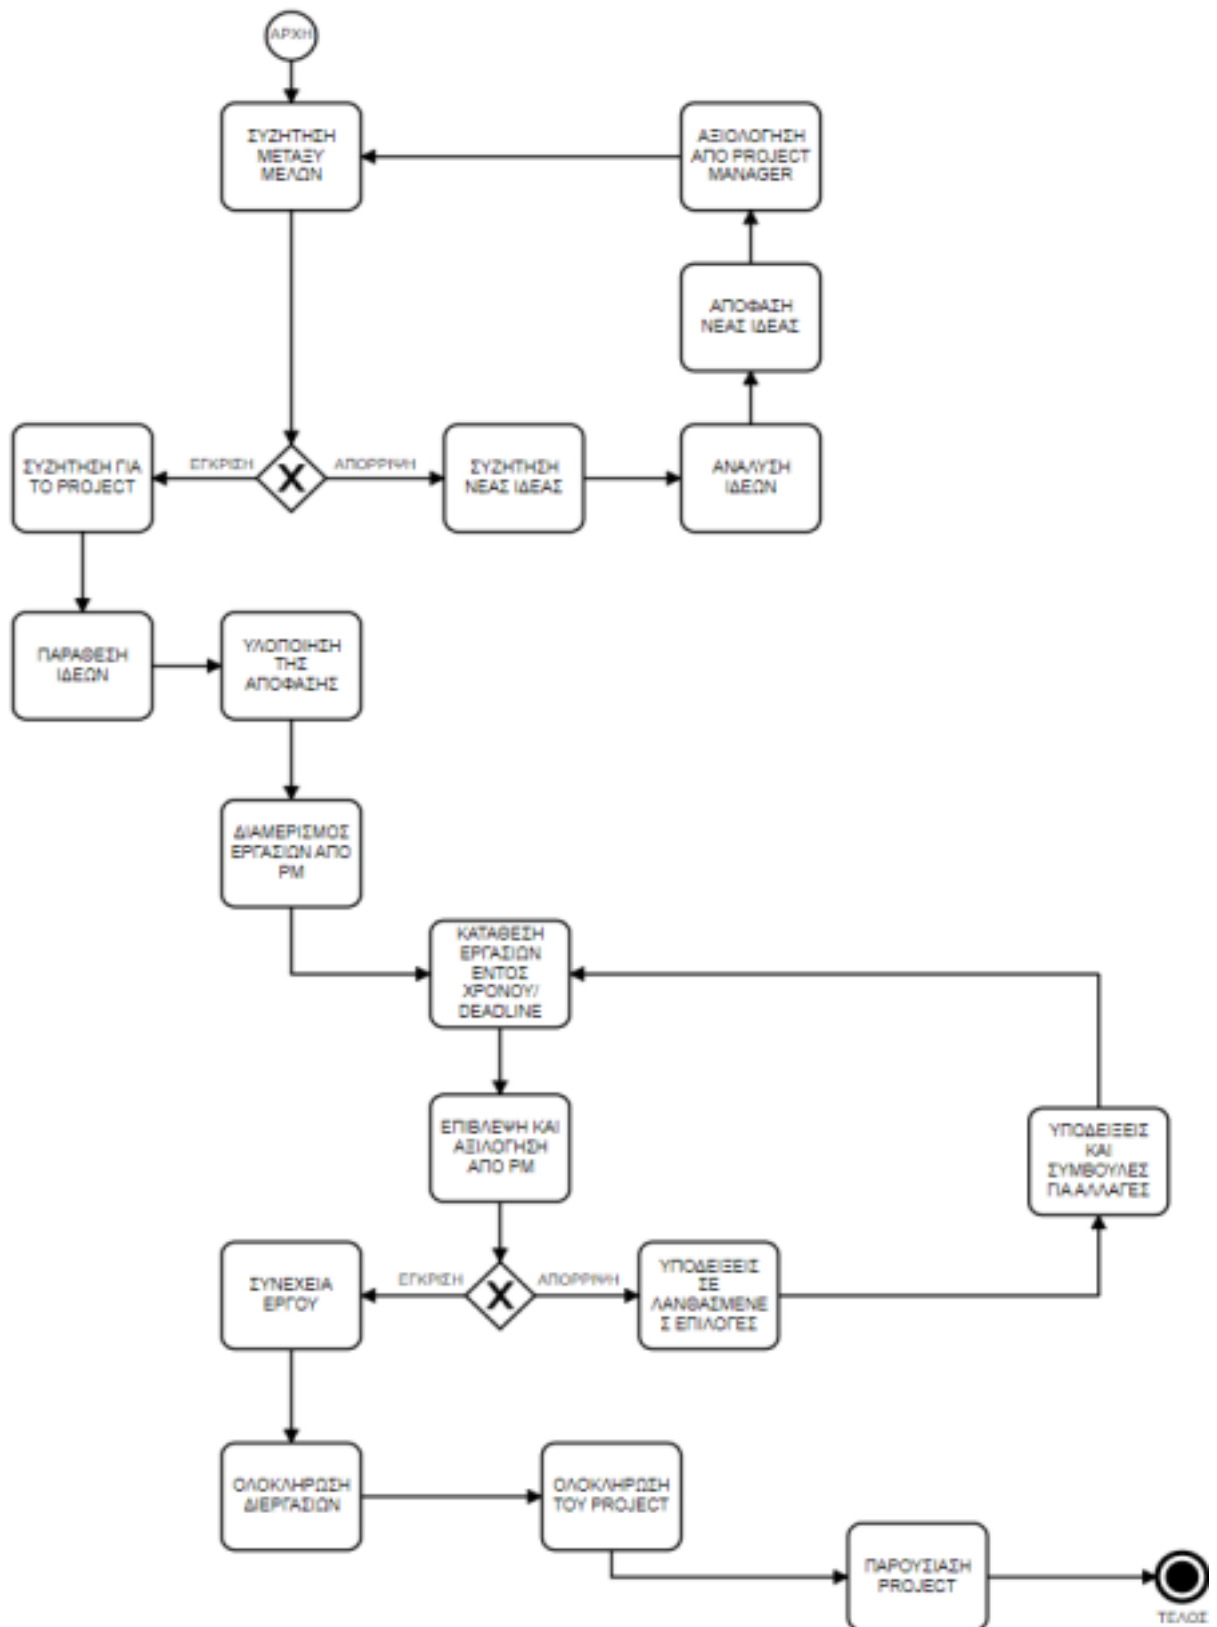 ΑΡΧΗ
ΣΥΖΗΤΗΣΗ
ΜΕΤΑΞΥ
ΜΕΛΩΝ
ΑΞΙΟΛΟΓΗΣΗ
ΑΠΟ PROJECT
MANAGER
ΑΠΟΦΑΣΗ
ΝΕΑΣ ΙΔΕΑΣ
ΣΥΖΗΤΗΣΗ ΓΙΑ
ΤΟ PROJECT
ΕΓΚΡΙΣΗ
ΑΠΟΡΡΙΨΗ
ΣΥΖΗΤΗΣΗ
ΝΕΑΣ ΙΔΕΑΣ
ΑΝΑΛΥΣΗ
ΙΔΕΩΝ
ΠΑΡΑΘΕΣΗ
ΙΔΕΩΝ
ΥΛΟΠΟΙΗΣΗ
ΤΗΣ
ΑΠΟΦΑΣΗΣ
ΔΙΑΜΕΡΙΣΜΟΣ
ΕΡΓΑΣΙΩΝ ΑΠΟ
PM
ΚΑΤΑΘΕΣΗ
ΕΡΓΑΣΙΩΝ
ΕΝΤΟΣ
ΧΡΟΝΟΥ/
DEADLINE
ΕΠΙΒΛΕΨΗ ΚΑΙ
ΑΞΙΛΟΓΗΣΗ
ΑΠΟ PM
ΥΠΟΔΕΙΞΕΙΣ
ΚΑΙ
ΣΥΜΒΟΥΛΕΣ
ΓΙΑ ΑΛΛΑΓΕΣ
ΣΥΝΕΧΕΙΑ
ΕΡΓΟΥ
ΕΓΚΡΙΣΗ
ΑΠΟΡΡΙΨΗ
ΥΠΟΔΕΙΞΕΙΣ
ΣΕ
ΛΑΝΘΑΣΜΕΝΕ
Σ ΕΠΙΛΟΓΕΣ
ΟΛΟΚΛΗΡΩΣΗ
ΔΙΕΡΓΑΣΙΩΝ
ΟΛΟΚΛΗΡΩΣΗ
ΤΟΥ PROJECT
ΠΑΡΟΥΣΙΑΣΗ
PROJECT
ΤΕΛΟΣ